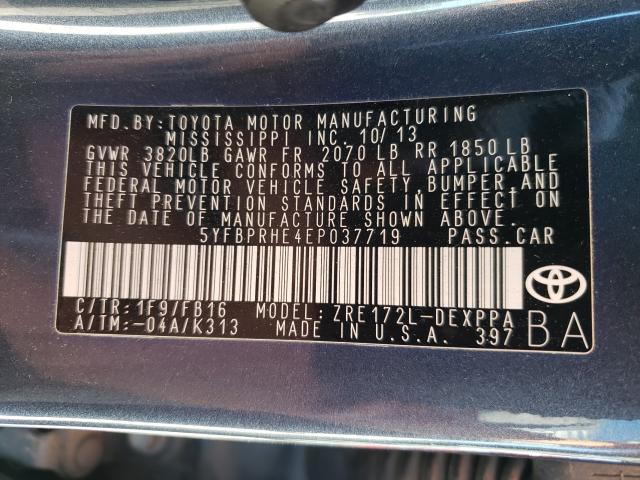 MFD.BY:TOYOTA MOTOR MANUFACTURING
MISSISSIPPI INC. 10/13
GVWR 3820LB GAWR FR 2070 LB RR 1850 LB
THIS VEHICLE CONFORMS TO ALL APPLICABLE
FEDERAL MOTOR VEHICLE SAFETY,BUMPER,AND
THEFT PREVENTION STANDARDS IN EFFECT ON
THE DATE OF MANUFACTURE SHOWN ABOVE.
5YFBPRHE4EP037719 PASS.CAR
C/TR:1F9/FB16 MODEL:ZRE172L-DEXPPA
A/TM:-04A/K313 MADE IN U.S.A. 397 BA